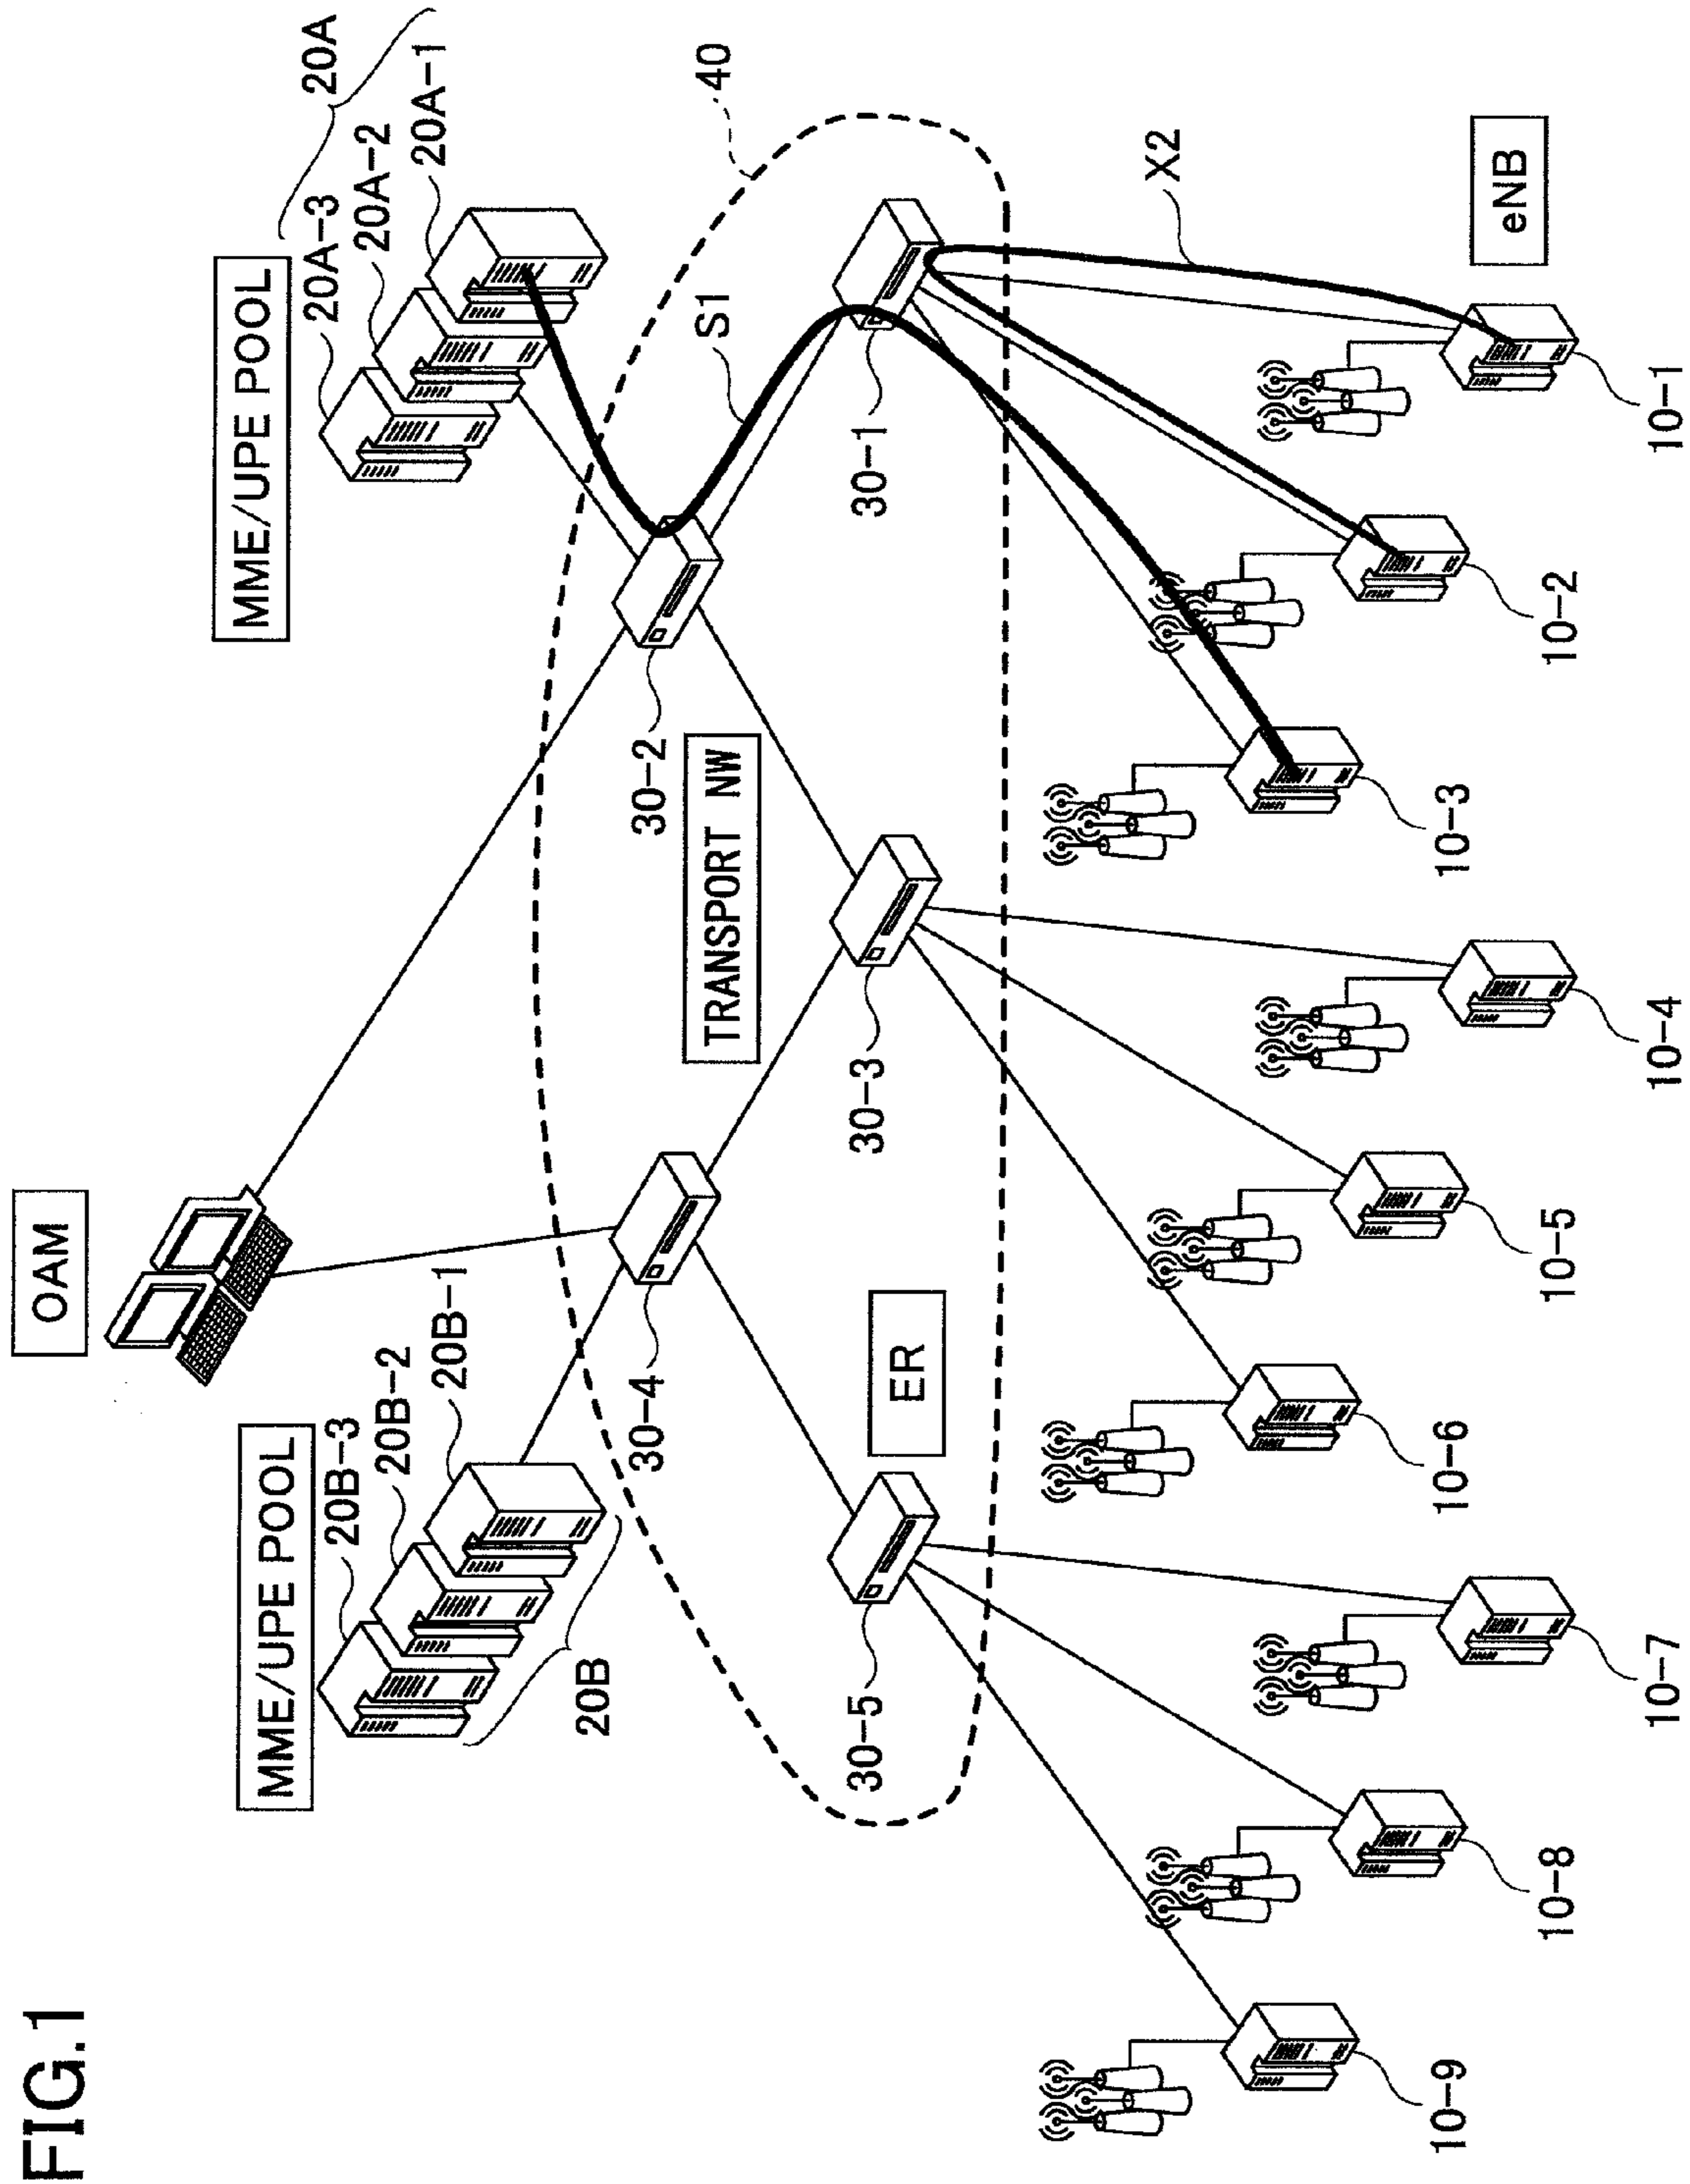 FIG.1
OAM
MME/UPE POOL
20B-3
20B-2
20B-1
20B
MME/UPE POOL
20A-3
20A-2
20A-1
20A
40
30-4
30-2
TRANSPORT NW
S1
ER
30-5
30-3
30-1
X2
eNB
10-9
10-8
10-7
10-6
10-5
10-4
10-3
10-2
10-1